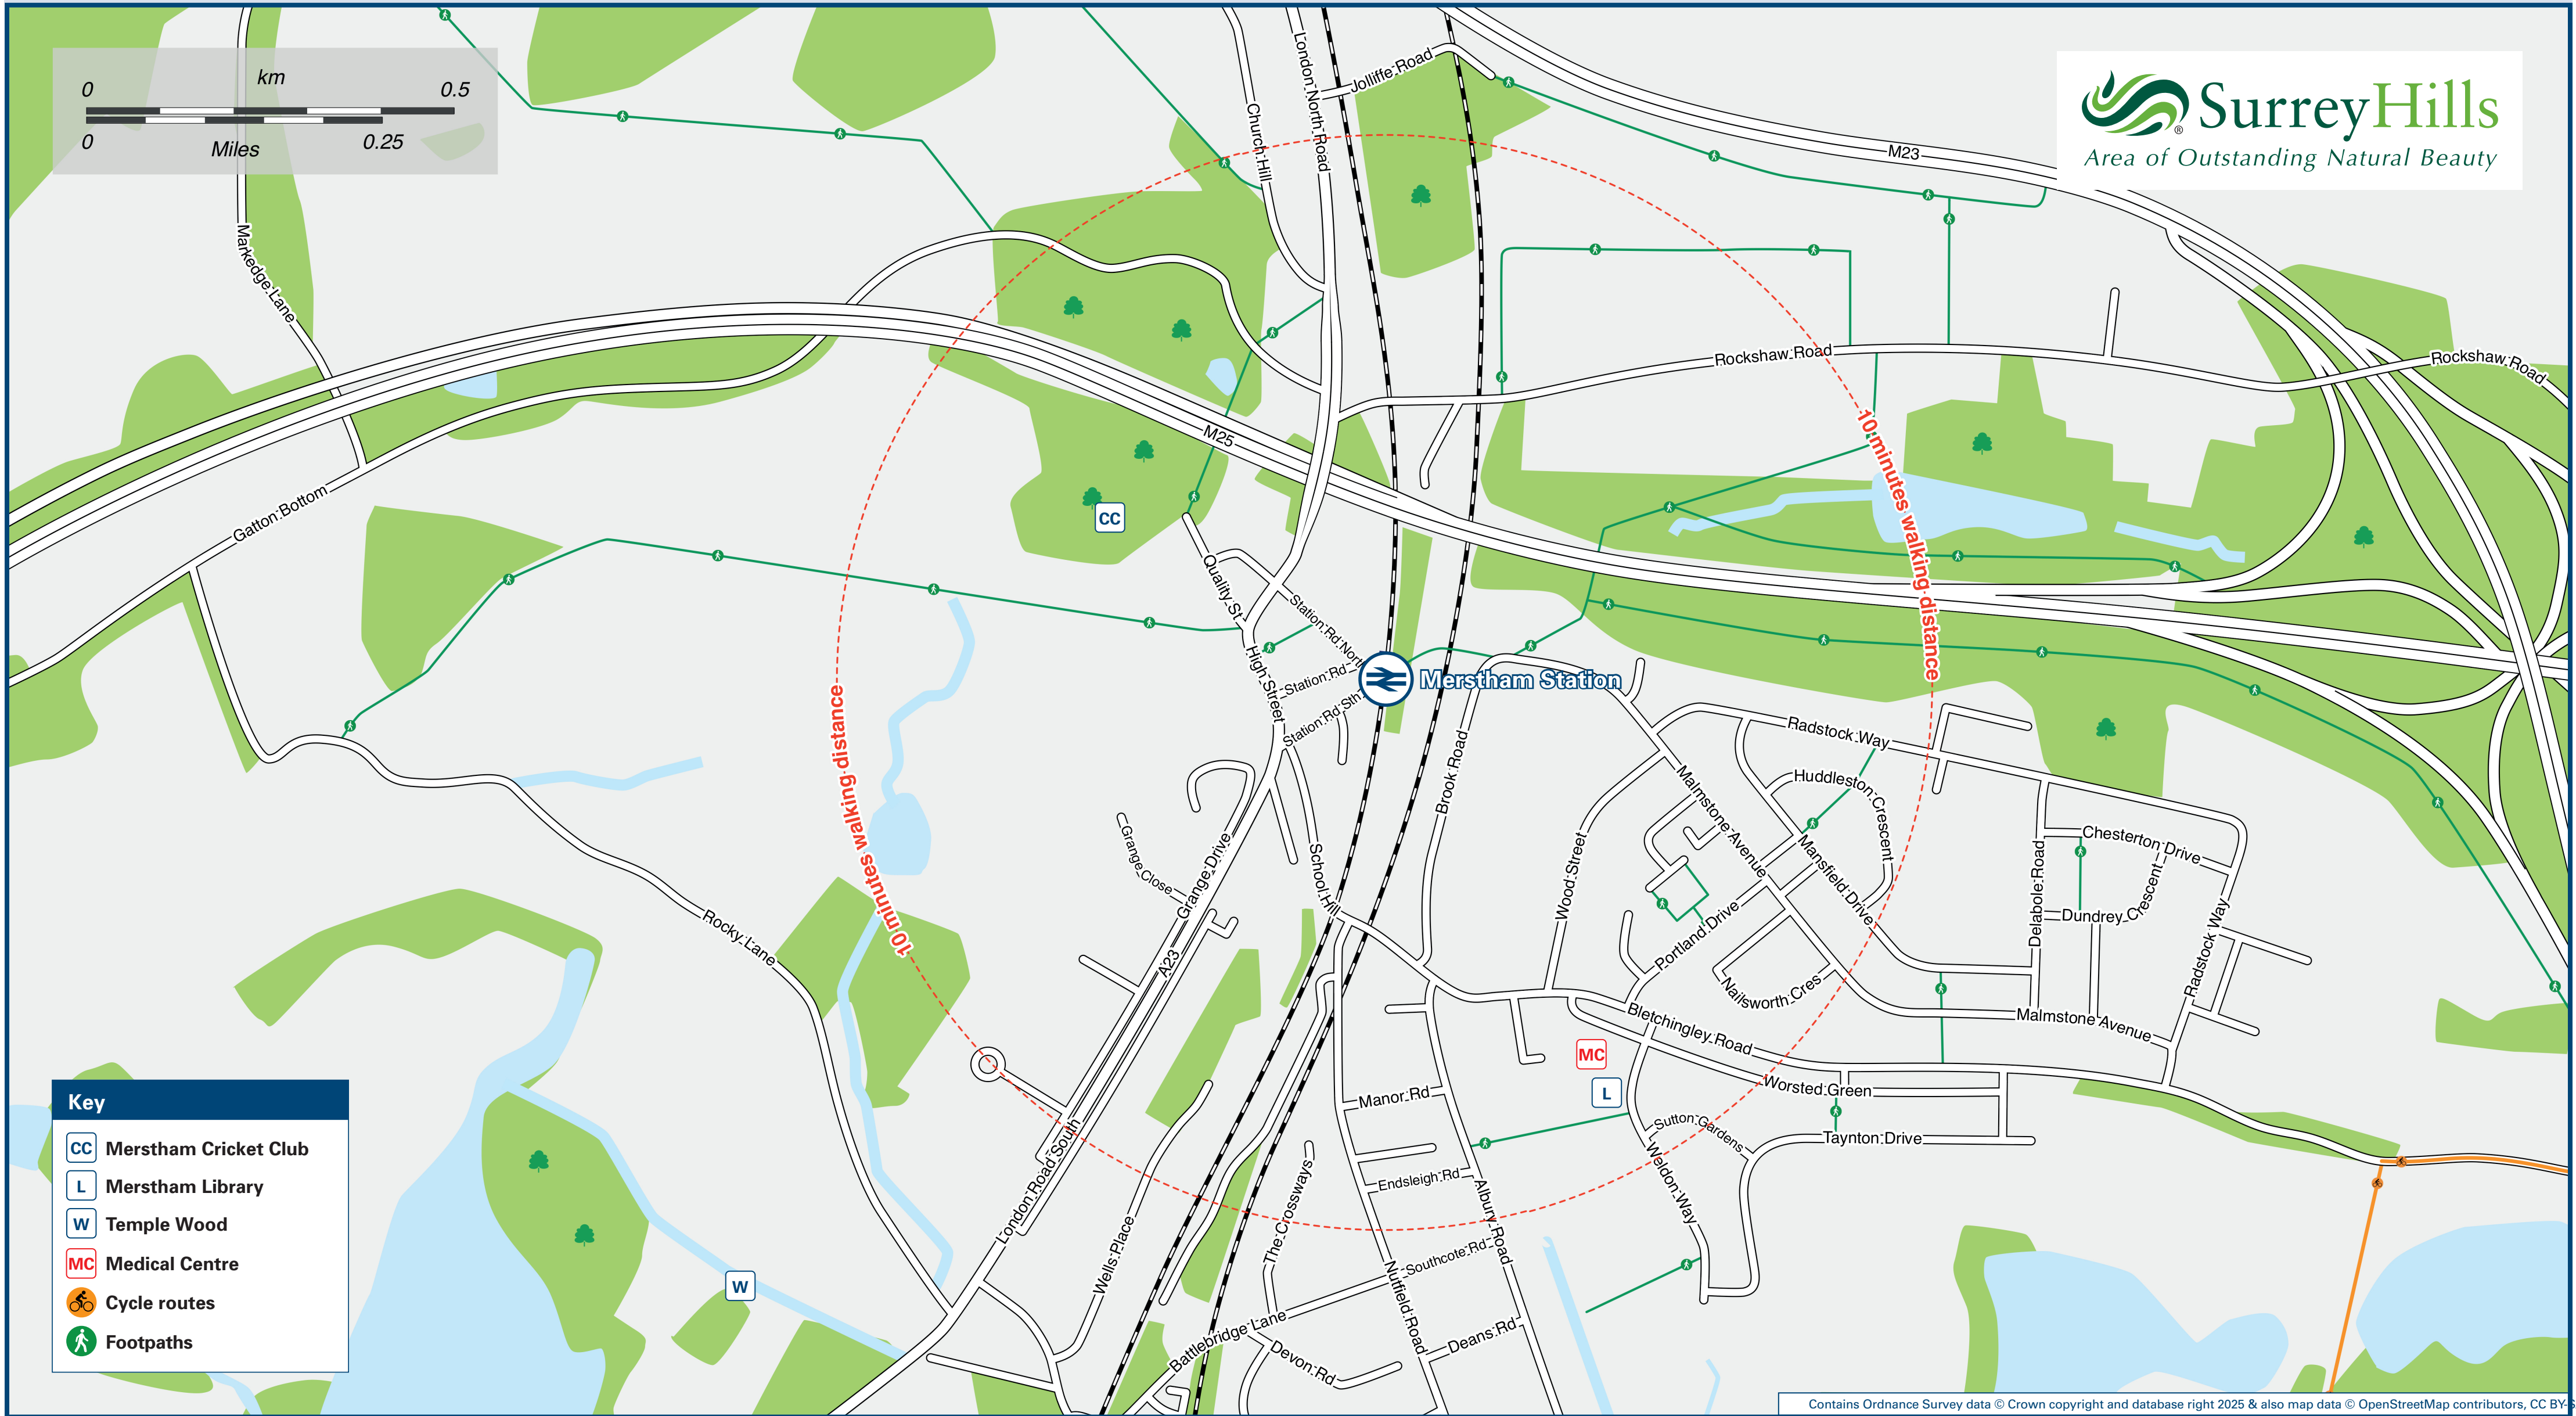 km
0 0.5
0 0.25
Miles
SurreyHills
®
Area of Outstanding Natural Beauty
London North Road
Jolliffe Road
Church Hill
M23
Markedge Lane
Rockshaw Road
Rockshaw Road
M25
10 minutes walking distance
Gatton Bottom
CC
Quality St
Station Rd North
High Street
Station Rd
Station Rd Sth
Merstham Station
10 minutes walking distance
Radstock Way
Brook Road
Malmstone Avenue
Huddleston Crescent
Grange Close
Grange Drive
School Hill
Wood Street
Mansfield Drive
Delabole Road
Chesterton Drive
Dundrey Crescent
Radstock Way
Rocky Lane
A23
Portland Drive
Nailsworth Cres
Malmstone Avenue
Bletchingley Road
MC
L
Worsted Green
Manor Rd
Sutton Gardens
Taynton Drive
London Road South
Weldon Way
Endsleigh Rd
Albury Road
The Crossways
Wells Place
Southcote Rd
Nutfield Road
W
Battlebridge Lane
Devon Rd
Deans Rd
Key
CC Merstham Cricket Club
L Merstham Library
W Temple Wood
MC Medical Centre
Cycle routes
Footpaths
Contains Ordnance Survey data © Crown copyright and database right 2025 & also map data © OpenStreetMap contributors, CC BY-